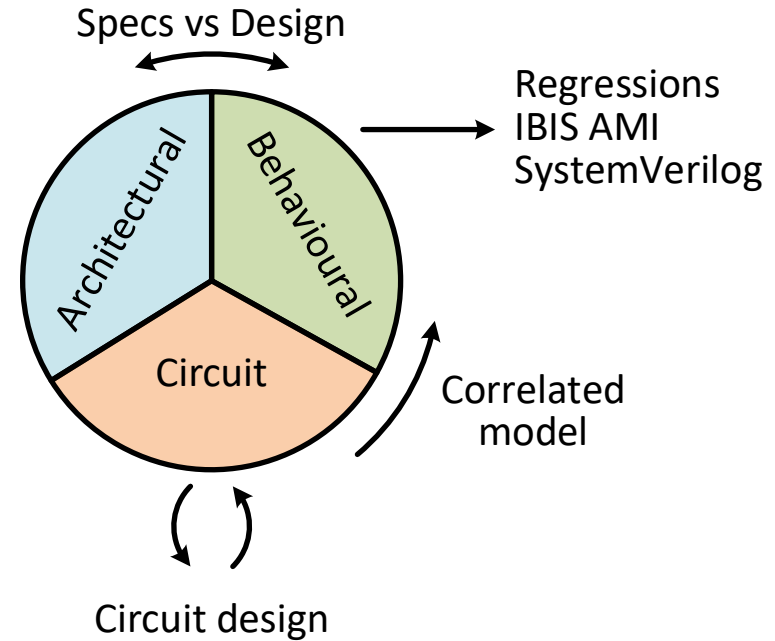 Specs vs Design
Regressions
IBIS AMI
SystemVerilog
Architectural
Behavioural
Circuit
Correlated
model
Circuit design